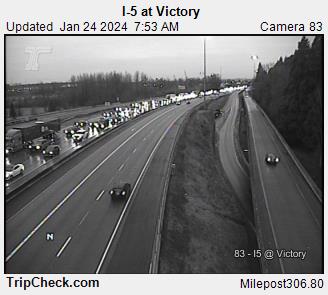 I-5 at Victory
Updated Jan 24 2024 7:53 AM Camera 83
N
83 - I5 @ Victory
TripCheck.com Milepost306.80